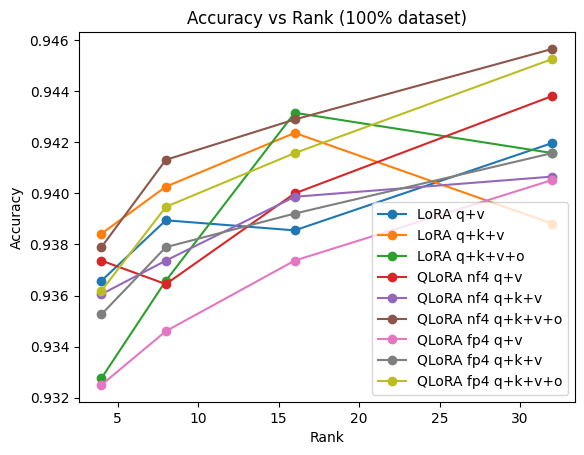 Accuracy vs Rank (100% dataset)
Accuracy
0.946
0.944
0.942
0.940
0.938
0.936
0.934
0.932
LoRA q+v
LoRA q+k+v
LoRA q+k+v+o
QLoRA nf4 q+v
QLoRA nf4 q+k+v
QLoRA nf4 q+k+v+o
QLoRA fp4 q+v
QLoRA fp4 q+k+v
QLoRA fp4 q+k+v+o
5 10 15 20 25 30
Rank